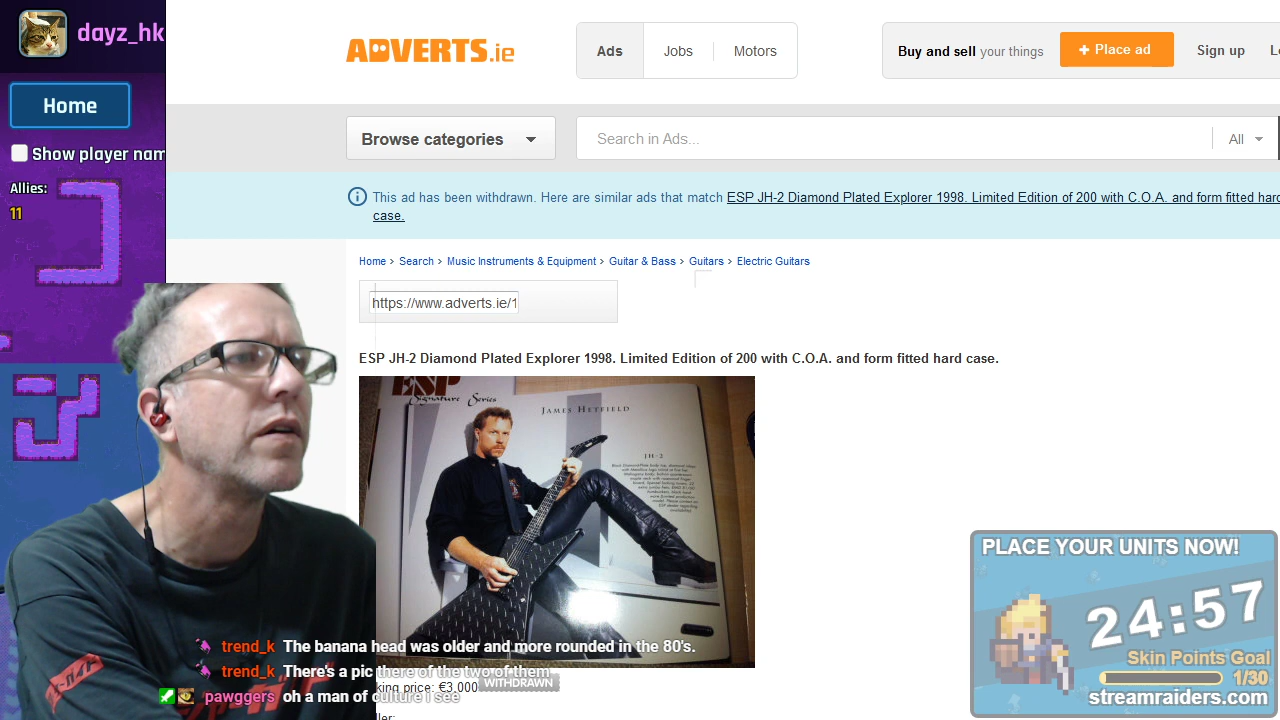 dayz_hk
Home
Show player nam
Allies:
11
ADVERTS.ie
Ads
Jobs
Motors
Buy and sell your things
+ Place ad
Sign up
Browse categories
Search in Ads...
All
This ad has been withdrawn. Here are similar ads that match ESP JH-2 Diamond Plated Explorer 1998. Limited Edition of 200 with C.O.A. and form fitted hard
case.
Home > Search > Music Instruments & Equipment > Guitar & Bass > Guitars > Electric Guitars
https://www.adverts.ie/1
ESP JH-2 Diamond Plated Explorer 1998. Limited Edition of 200 with C.O.A. and form fitted hard case.
ESP
Signature Series
JAMES HETFIELD
JH-2
PLACE YOUR UNITS NOW!
24:57
Skin Points Goal
1/30
streamraiders.com
trend_k The banana head was older and more rounded in the 80's.
trend_k There's a pic there of the two of them
pawggers oh a man of culture i see
king price: €3,000
WITHDRAWN
ller: